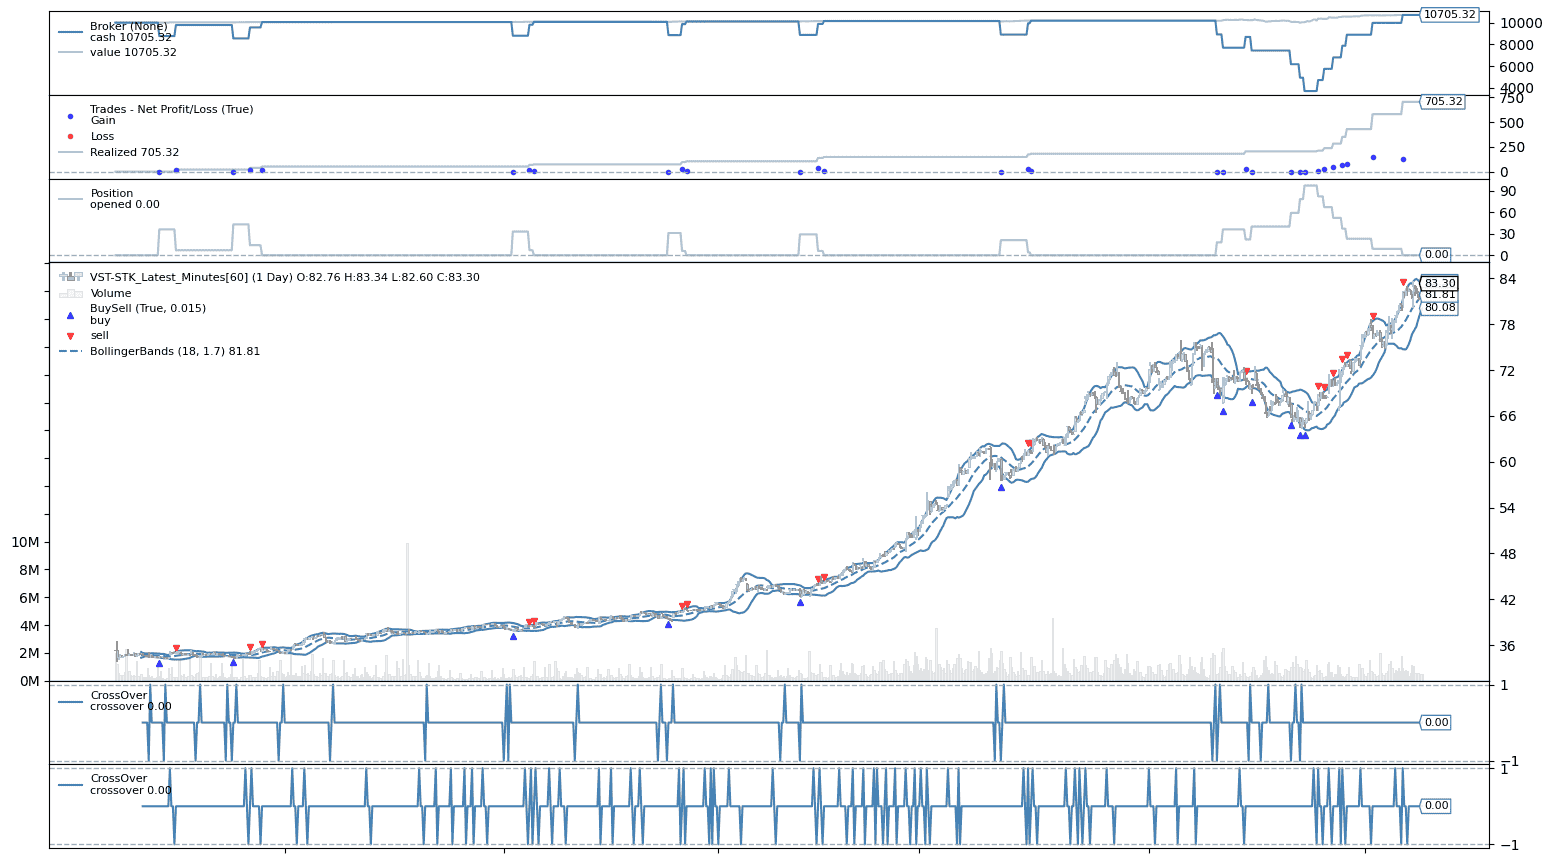 Broker (None)
cash 10705.32
value 10705.32
10705.32
10000
8000
6000
4000
Trades - Net Profit/Loss (True)
Gain
Loss
Realized 705.32
705.32
750
500
250
0
Position
opened 0.00
0.00
90
60
30
0
VST-STK_Latest_Minutes[60] (1 Day) O:82.76 H:83.34 L:82.60 C:83.30
Volume
BuySell (True, 0.015)
buy
sell
BollingerBands (18, 1.7) 81.81
83.30
81.81
80.08
84
78
72
66
60
54
48
42
36
10M
8M
6M
4M
2M
0M
CrossOver
crossover 0.00
0.00
1
−1
CrossOver
crossover 0.00
0.00
1
−1